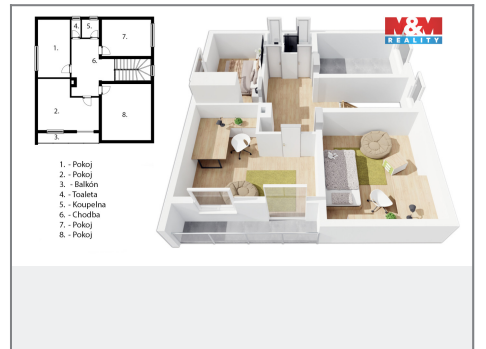 4.
5.
1.
7.
6.
2.
8.
3.
M&M
REALITY
1. - Pokoj
2. - Pokoj
3. - Balkón
4. - Toaleta
5. - Koupelna
6. - Chodba
7. - Pokoj
8. - Pokoj